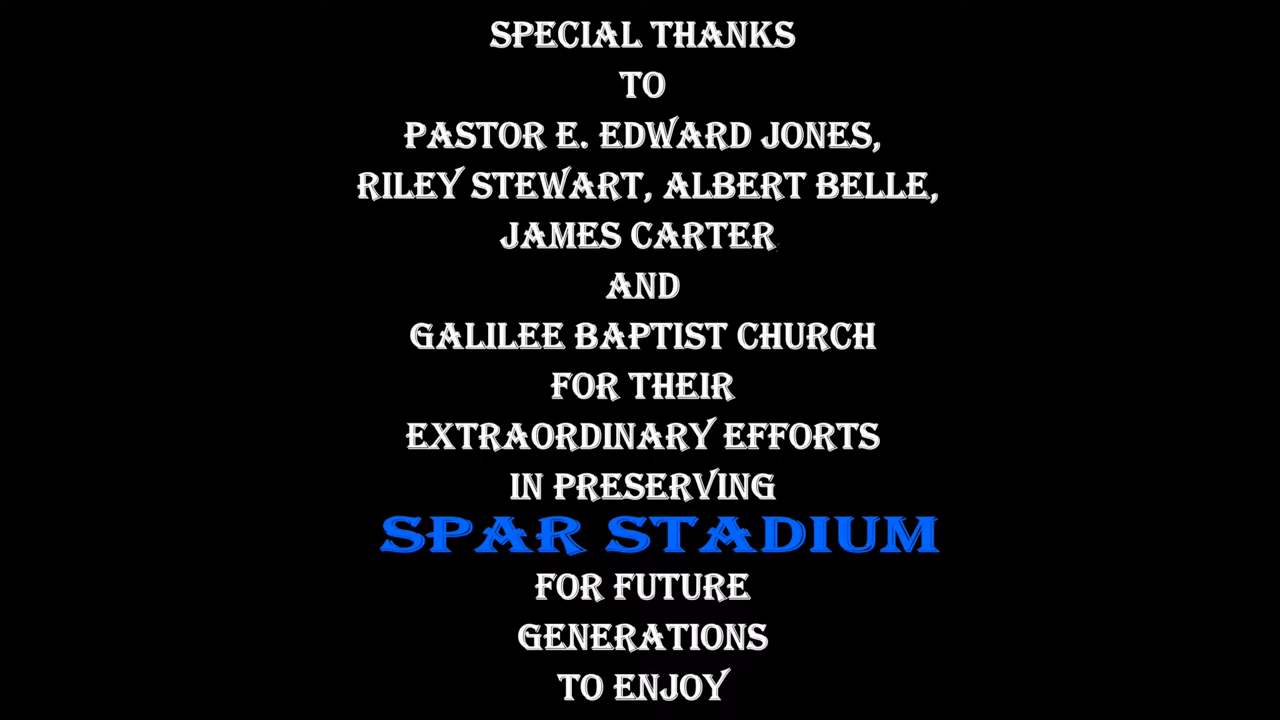 SPECIAL THANKS
TO
PASTOR E. EDWARD JONES,
RILEY STEWART, ALBERT BELLE,
JAMES CARTER
AND
GALILEE BAPTIST CHURCH
FOR THEIR
EXTRAORDINARY EFFORTS
IN PRESERVING
SPAR STADIUM
FOR FUTURE
GENERATIONS
TO ENJOY